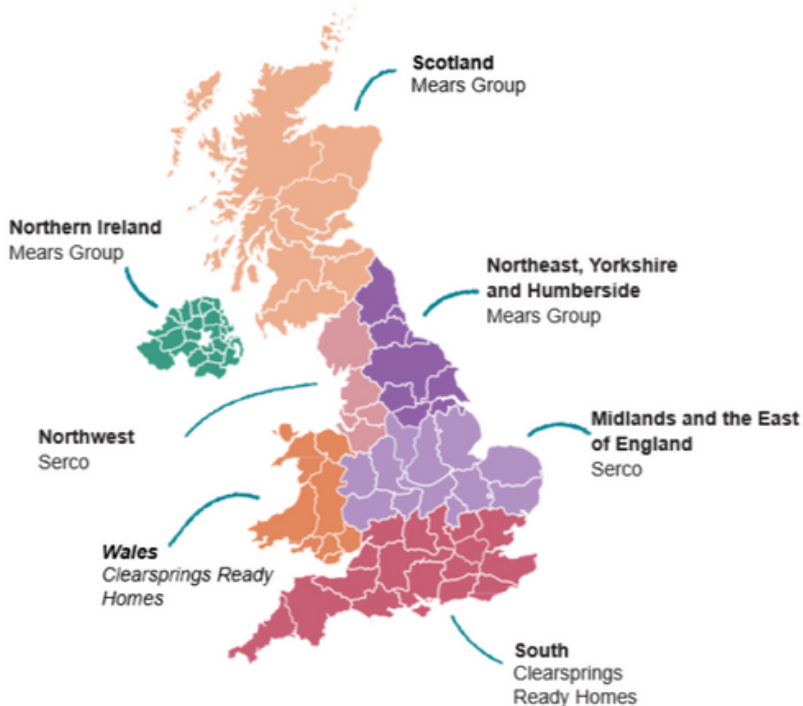 Scotland
Mears Group
Northern Ireland
Mears Group
Northeast, Yorkshire
and Humberside
Mears Group
Northwest
Serco
Midlands and the East
of England
Serco
Wales
Clearsprings Ready
Homes
South
Clearsprings
Ready Homes